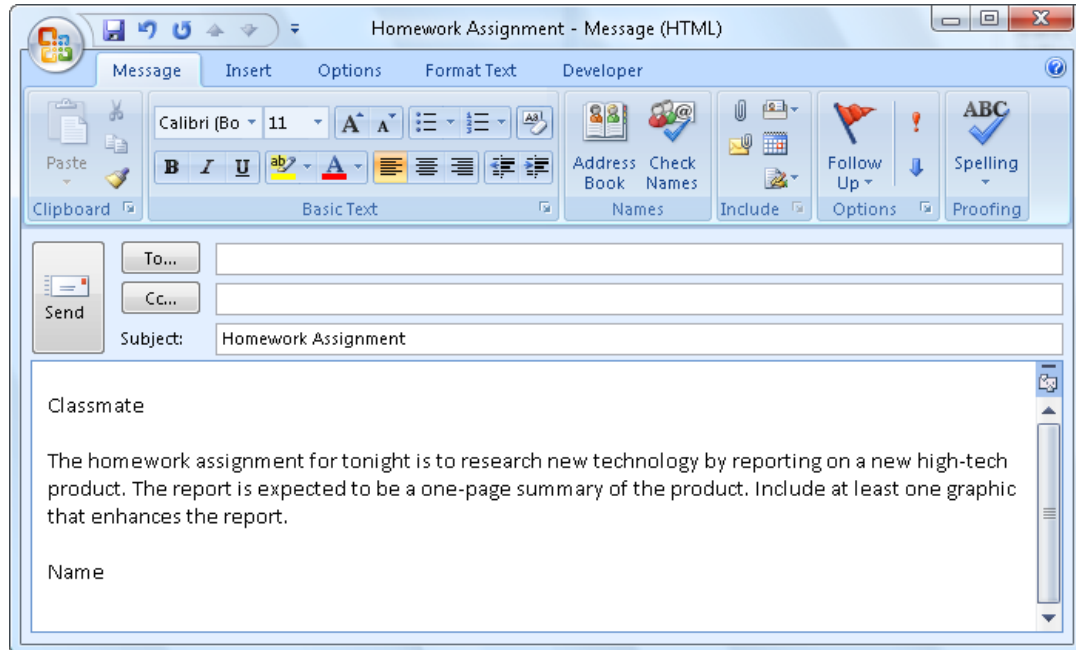 Homework Assignment - Message (HTML)
Message Insert Options Format Text Developer
Calibri (Bo 11 A A Aa
ABC
Paste B I U ab A Address Book Check Names Follow Up Spelling
Clipboard Basic Text Names Include Options Proofing
To...
Cc...
Send
Subject: Homework Assignment
Classmate
The homework assignment for tonight is to research new technology by reporting on a new high-tech
product. The report is expected to be a one-page summary of the product. Include at least one graphic
that enhances the report.
Name